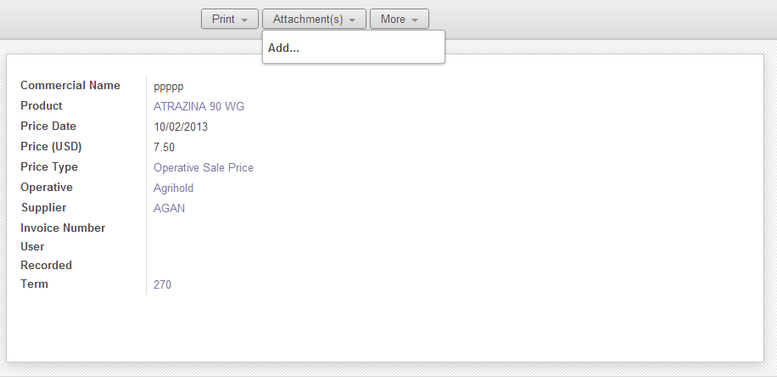 Print Attachment(s) More
Add...
Commercial Name ppppp
Product ATRAZINA 90 WG
Price Date 10/02/2013
Price (USD) 7.50
Price Type Operative Sale Price
Operative Agrihold
Supplier AGAN
Invoice Number
User
Recorded
Term 270